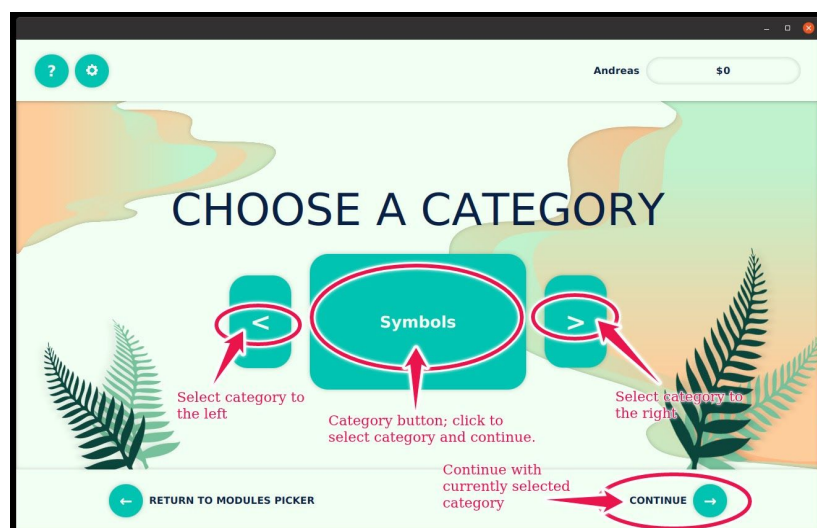 ?
Andreas
$0
CHOOSE A CATEGORY
<
Symbols
>
Select category to
the left
Category button; click to
select category and continue.
Select category to
the right
Continue with
currently selected
category
← RETURN TO MODULES PICKER
CONTINUE →